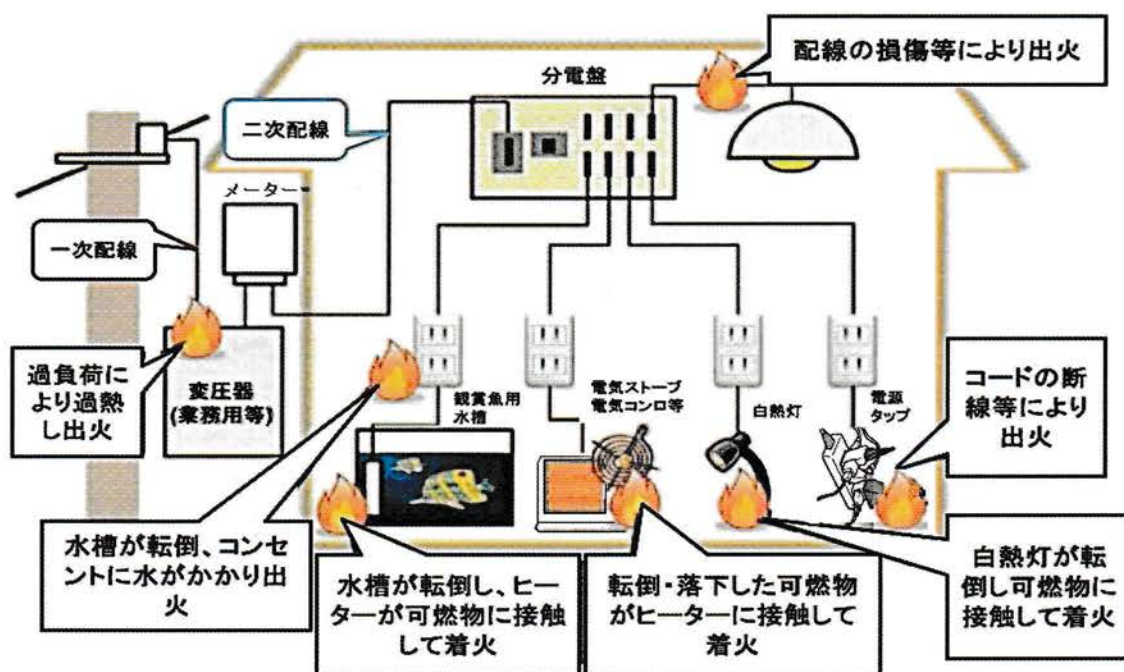 配線の損傷等により出火
分電盤
二次配線
メーター
一次配線
過負荷に
より過熱
し出火
変圧器
(業務用等)
観賞魚用
水槽
電気ストーブ
電気コンロ等
白熱灯
電源
タップ
コードの断
線等により
出火
水槽が転倒、コンセ
ントに水がかかり出
火
水槽が転倒し、ヒー
ターが可燃物に接触
して着火
転倒・落下した可燃物
がヒーターに接触して
着火
白熱灯が転
倒し可燃物に
接触して着火